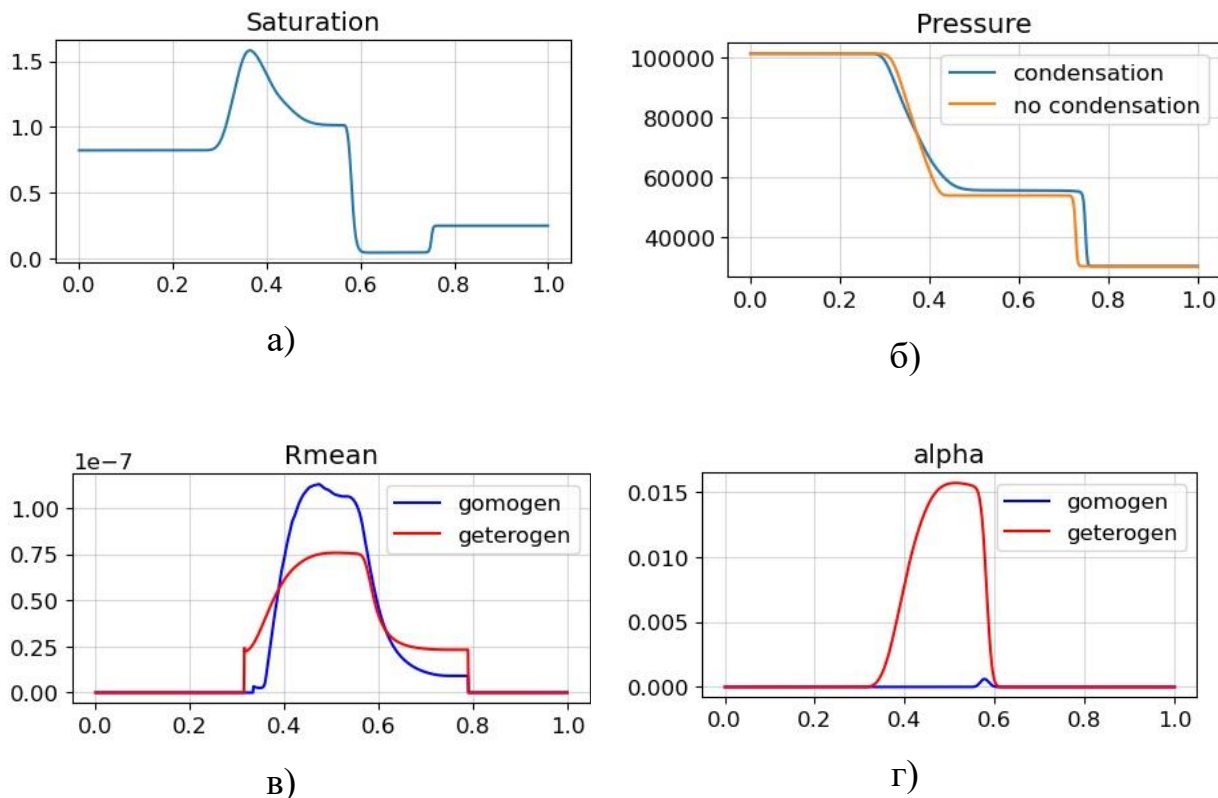 Saturation
1.5
1.0
0.5
0.0
0.0 0.2 0.4 0.6 0.8 1.0
а)
Pressure
100000
80000
60000
40000
condensation
no condensation
0.0 0.2 0.4 0.6 0.8 1.0
б)
1e−7
Rmean
1.00
0.75
0.50
0.25
0.00
gomogen
geterogen
0.0 0.2 0.4 0.6 0.8 1.0
в)
alpha
0.015
0.010
0.005
0.000
gomogen
geterogen
0.0 0.2 0.4 0.6 0.8 1.0
г)